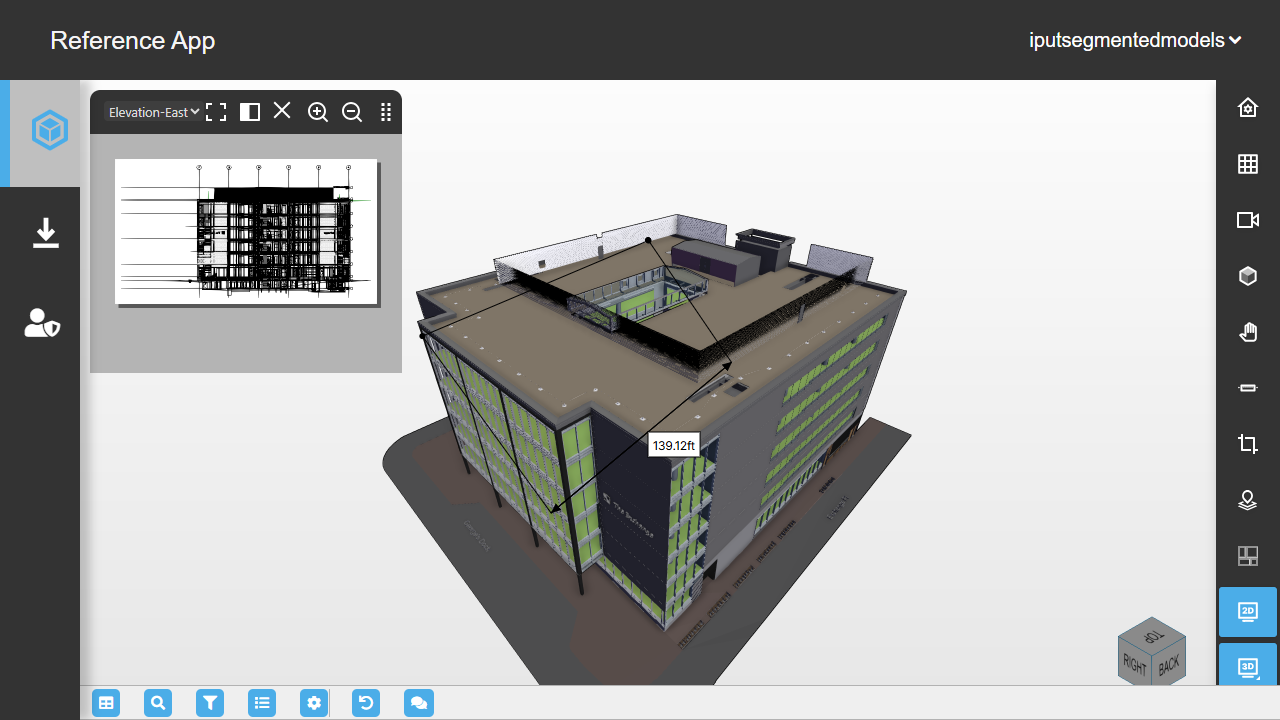 Reference App
iputsegmentedmodels
Elevation-East
139.12ft
TOP
RIGHT
BACK
2D
3D